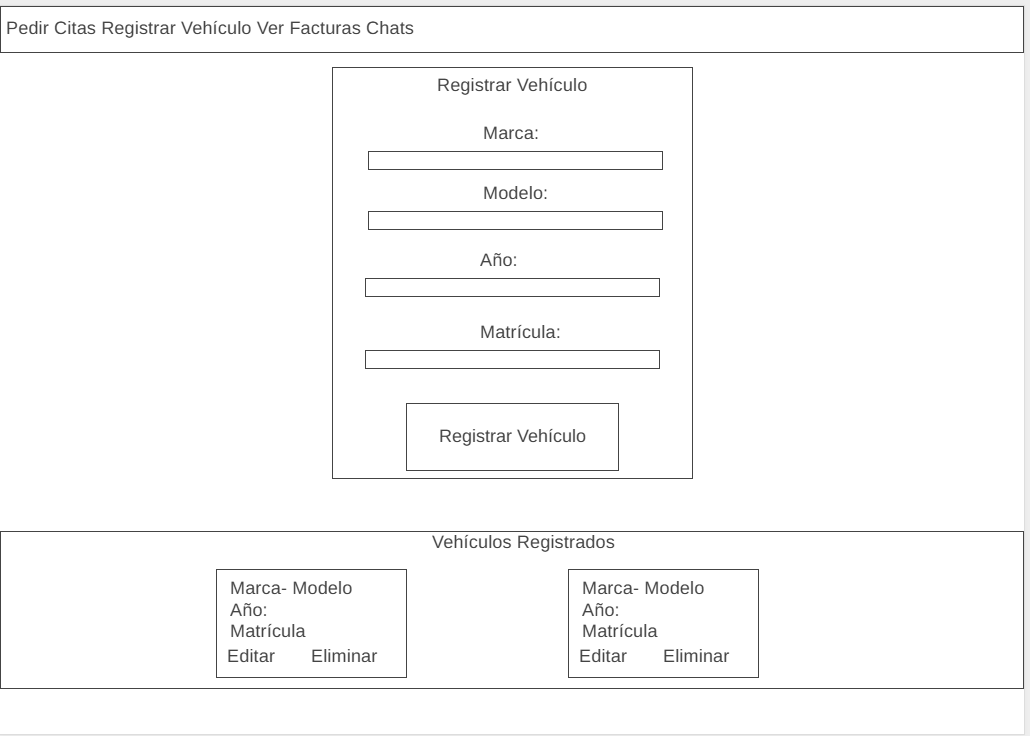 Pedir Citas Registrar Vehículo Ver Facturas Chats
Registrar Vehículo
Marca:
Modelo:
Año:
Matrícula:
Registrar Vehículo
Vehículos Registrados
Marca- Modelo
Año:
Matrícula
Editar Eliminar
Marca- Modelo
Año:
Matrícula
Editar Eliminar